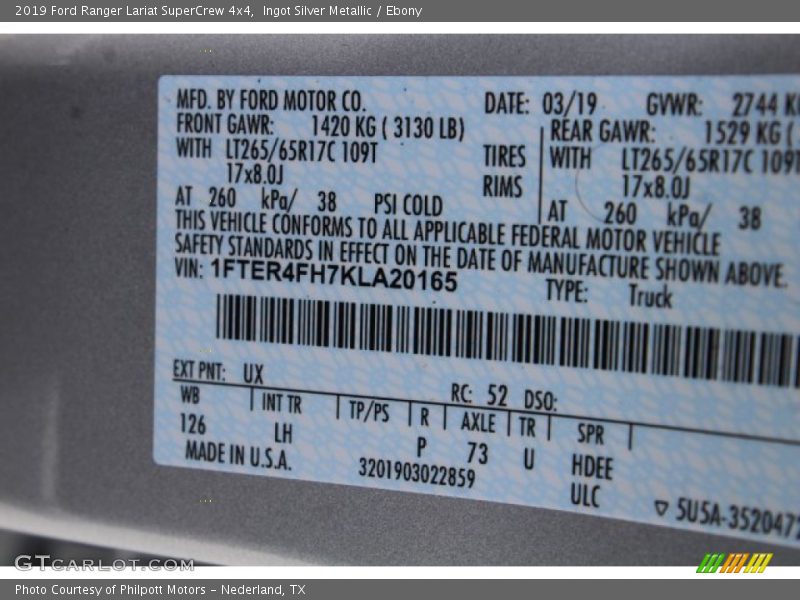 2019 Ford Ranger Lariat SuperCrew 4x4,  Ingot Silver Metallic / Ebony
MFD. BY FORD MOTOR CO. DATE: 03/19 GVWR: 2744
FRONT GAWR: 1420 KG ( 3130 LB) REAR GAWR: 1529 KG (
WITH LT265/65R17C 109T TIRES WITH LT265/65R17C 109T
17x8.0J RIMS 17x8.0J
AT 260 kPa/ 38 PSI COLD AT 260 kPa/ 38
THIS VEHICLE CONFORMS TO ALL APPLICABLE FEDERAL MOTOR VEHICLE
SAFETY STANDARDS IN EFFECT ON THE DATE OF MANUFACTURE SHOWN ABOVE.
VIN: 1FTER4FH7KLA20165 TYPE: Truck
EXT PNT: UX RC: 52 DSO:
WB INT TR TP/PS R AXLE TR SPR
126 LH P 73 U HDEE
MADE IN U.S.A. 3201903022859 ULC
5U5A-352047
GTCARLOT.COM
Photo Courtesy of Philpott Motors – Nederland, TX